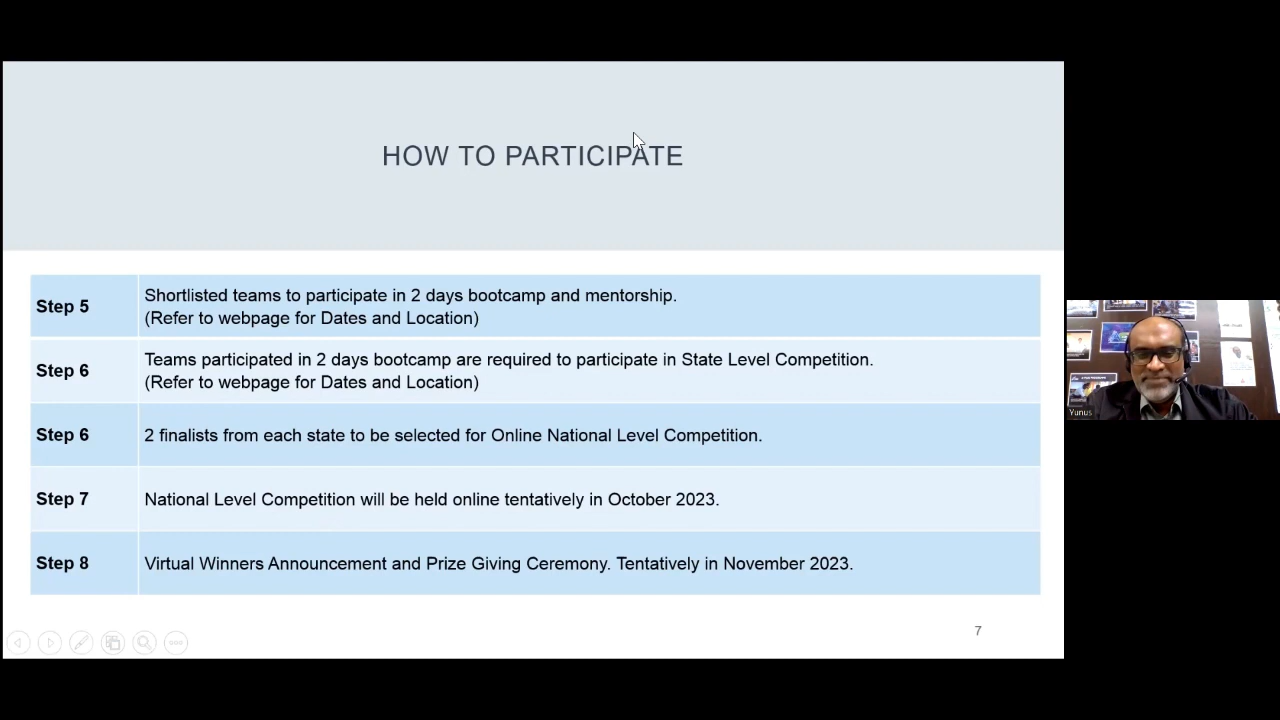 HOW TO PARTICIPATE
Step 5
Shortlisted teams to participate in 2 days bootcamp and mentorship.
(Refer to webpage for Dates and Location)
Step 6
Teams participated in 2 days bootcamp are required to participate in State Level Competition.
(Refer to webpage for Dates and Location)
Step 6
2 finalists from each state to be selected for Online National Level Competition.
Step 7
National Level Competition will be held online tentatively in October 2023.
Step 8
Virtual Winners Announcement and Prize Giving Ceremony. Tentatively in November 2023.
7
Yunus